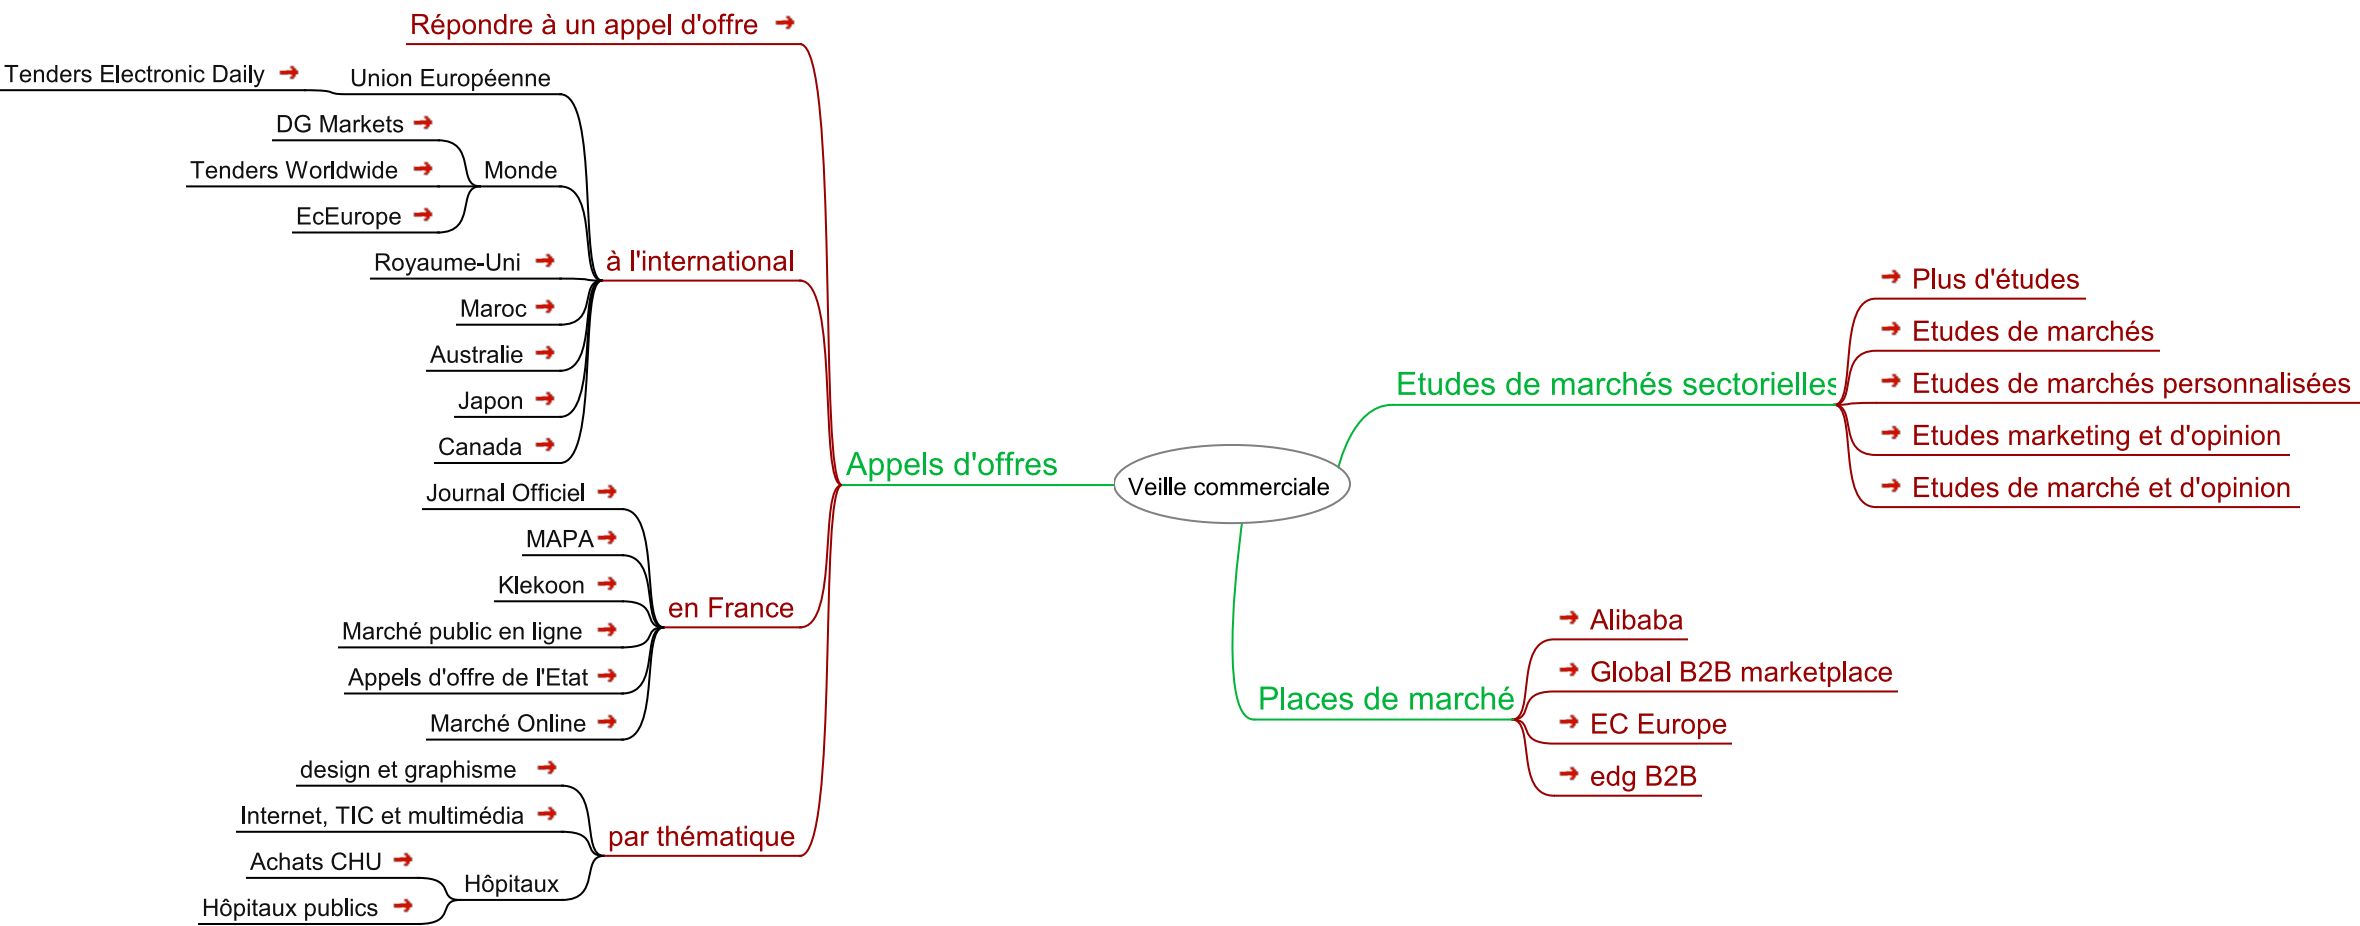 Répondre à un appel d'offre
Tenders Electronic Daily
Union Européenne
DG Markets
Tenders Worldwide
Monde
EcEurope
Royaume-Uni
à l'international
Maroc
Australie
Japon
Canada
Appels d'offres
Journal Officiel
MAPA
Klekoon
en France
Marché public en ligne
Appels d'offre de l'Etat
Marché Online
design et graphisme
Internet, TIC et multimédia
par thématique
Achats CHU
Hôpitaux
Hôpitaux publics
Veille commerciale
Plus d'études
Etudes de marchés
Etudes de marchés sectorielles
Etudes de marchés personnalisées
Etudes marketing et d'opinion
Etudes de marché et d'opinion
Alibaba
Global B2B marketplace
Places de marché
EC Europe
edg B2B